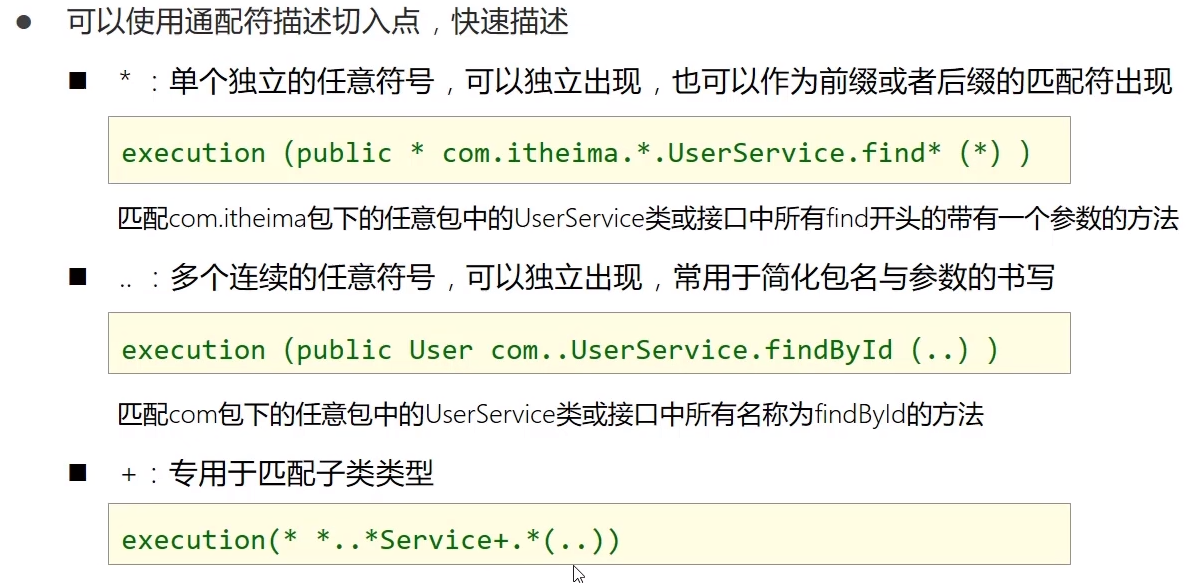 ● 可以使用通配符描述切入点，快速描述
■ * ：单个独立的任意符号，可以独立出现，也可以作为前缀或者后缀的匹配符出现
execution (public * com.itheima.*.UserService.find* (*) )
匹配com.itheima包下的任意包中的UserService类或接口中所有find开头的带有一个参数的方法
■ .. ：多个连续的任意符号，可以独立出现，常用于简化包名与参数的书写
execution (public User com..UserService.findById (..) )
匹配com包下的任意包中的UserService类或接口中所有名称为findById的方法
■ + ：专用于匹配子类类型
execution(* *..*Service+.*(..))